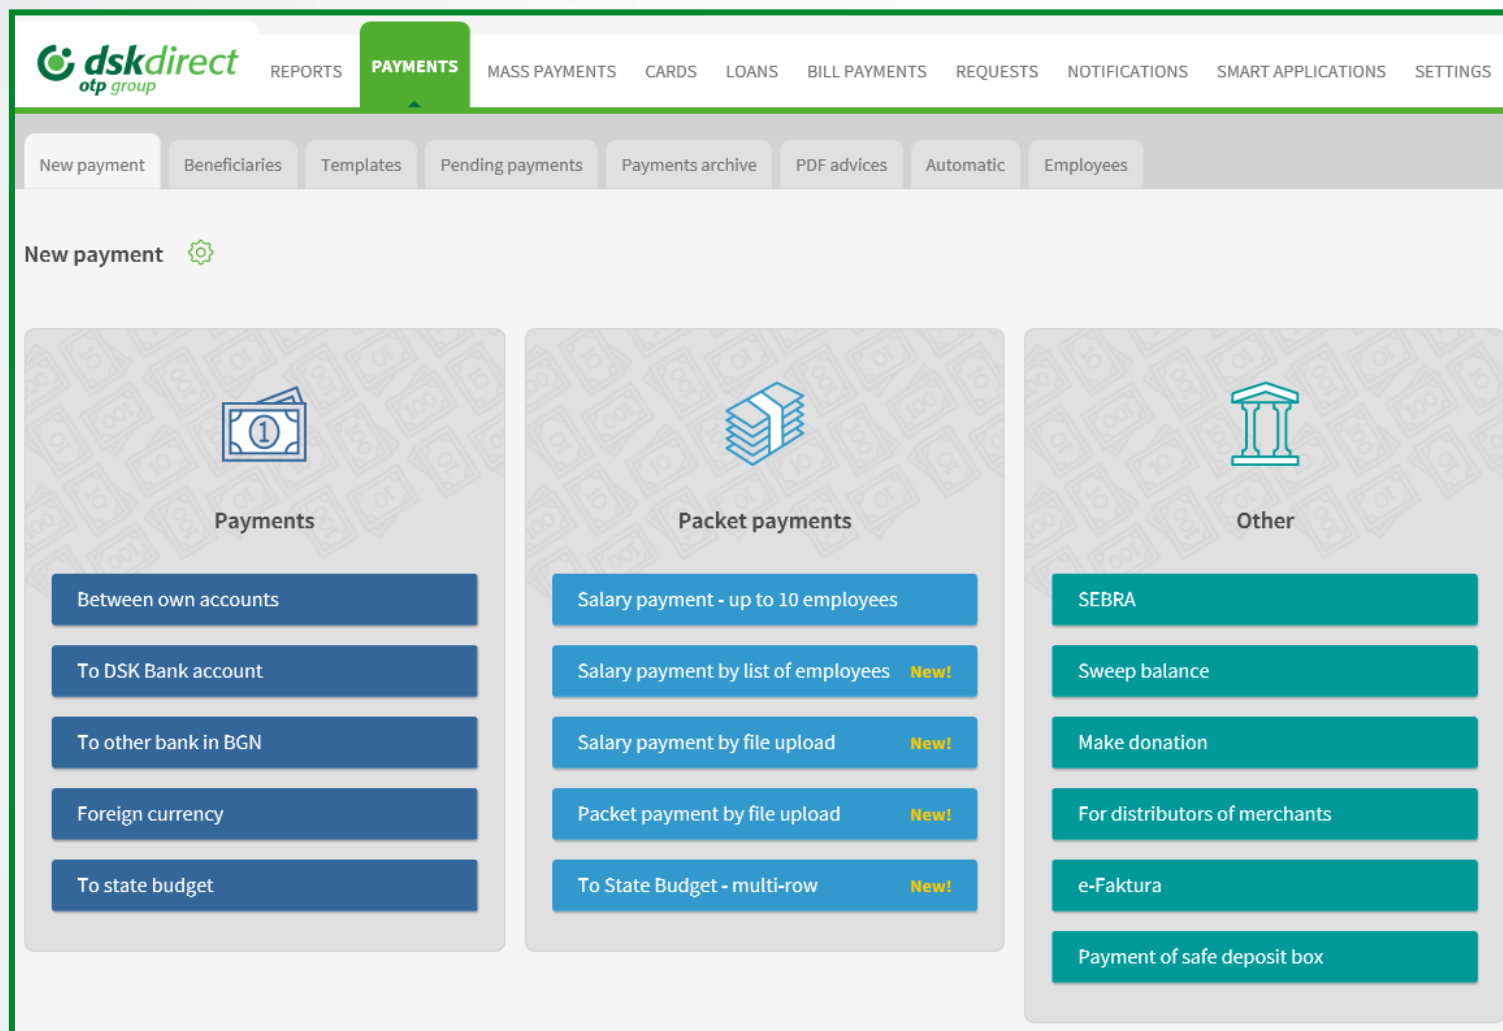 dskdirect
otp group
REPORTS PAYMENTS MASS PAYMENTS CARDS LOANS BILL PAYMENTS REQUESTS NOTIFICATIONS SMART APPLICATIONS SETTINGS
New payment Beneficiaries Templates Pending payments Payments archive PDF advices Automatic Employees
New payment
1
Payments
Between own accounts
To DSK Bank account
To other bank in BGN
Foreign currency
To state budget
Packet payments
Salary payment - up to 10 employees
Salary payment by list of employees New!
Salary payment by file upload New!
Packet payment by file upload New!
To State Budget - multi-row New!
Other
SEBRA
Sweep balance
Make donation
For distributors of merchants
e-Faktura
Payment of safe deposit box